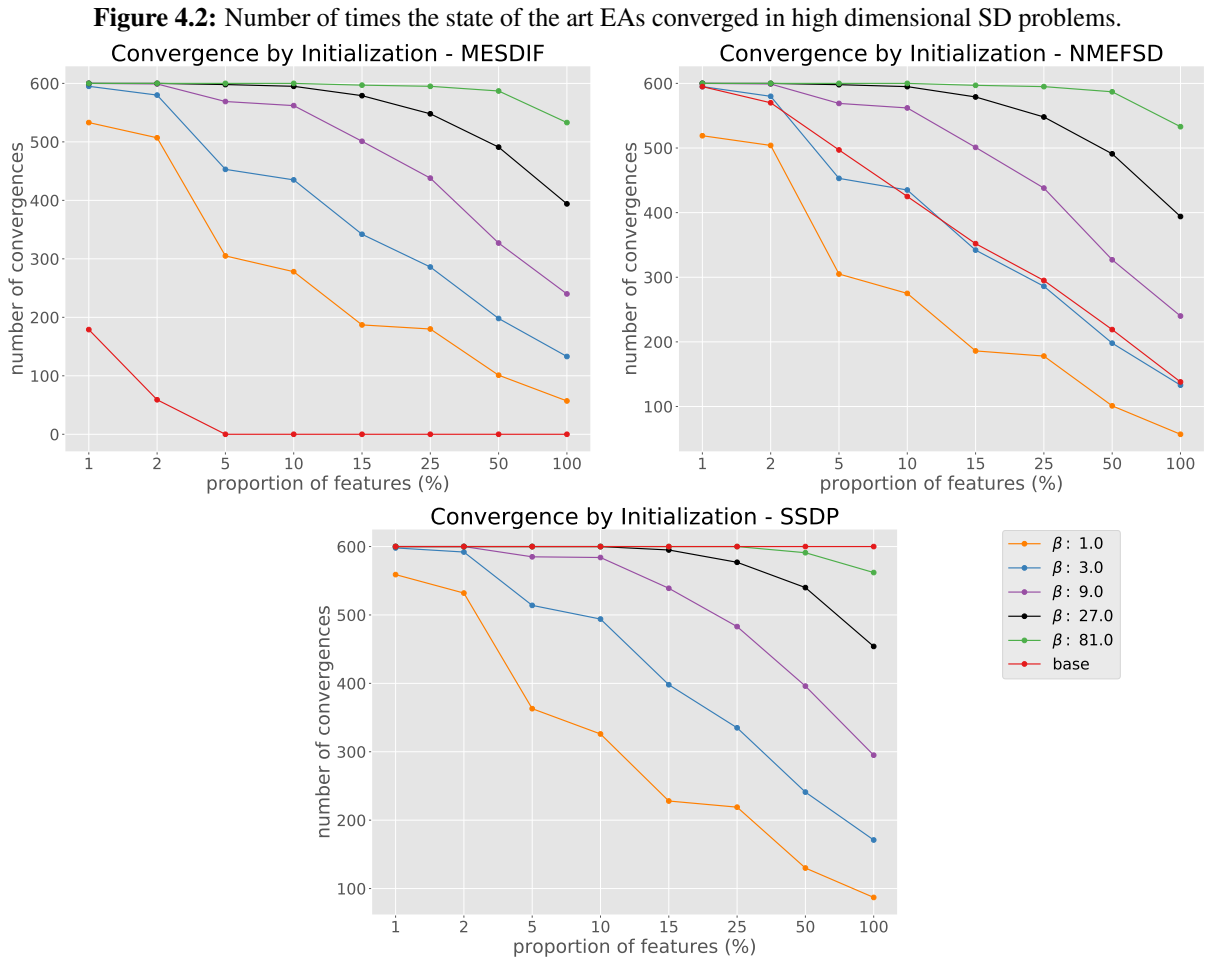 Figure 4.2: Number of times the state of the art EAs converged in high dimensional SD problems.
Convergence by Initialization - MESDIF
number of convergences
600
500
400
300
200
100
0
1 2 5 10 15 25 50 100
proportion of features (%)
Convergence by Initialization - NMEFSD
number of convergences
600
500
400
300
200
100
1 2 5 10 15 25 50 100
proportion of features (%)
Convergence by Initialization - SSDP
number of convergences
600
500
400
300
200
100
1 2 5 10 15 25 50 100
proportion of features (%)
β: 1.0
β: 3.0
β: 9.0
β: 27.0
β: 81.0
base